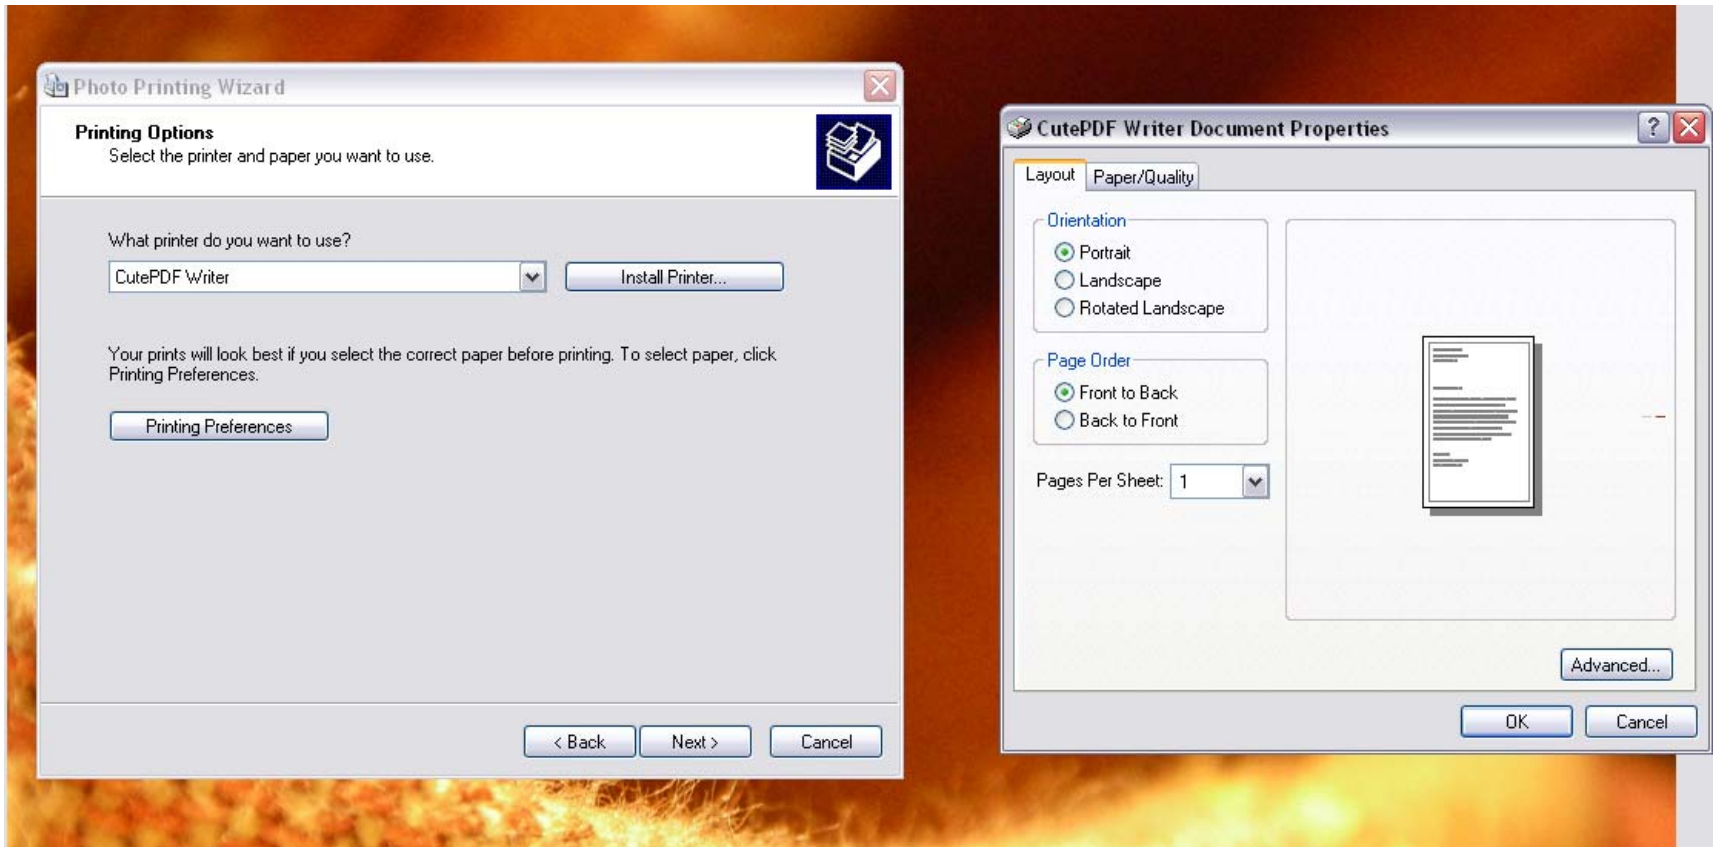 Photo Printing Wizard
Printing Options
Select the printer and paper you want to use.
What printer do you want to use?
CutePDF Writer
Install Printer...
Your prints will look best if you select the correct paper before printing. To select paper, click
Printing Preferences.
Printing Preferences
< Back
Next >
Cancel
CutePDF Writer Document Properties
?
Layout
Paper/Quality
Orientation
Portrait
Landscape
Rotated Landscape
Page Order
Front to Back
Back to Front
Pages Per Sheet: 1
Advanced...
OK
Cancel